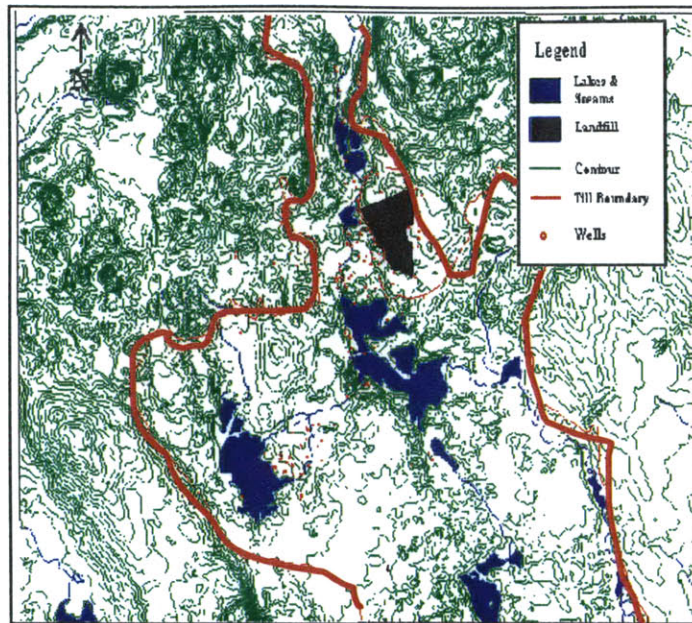 Legend
Lakes &
Streams
Landfill
Contour
Till Boundary
Wells